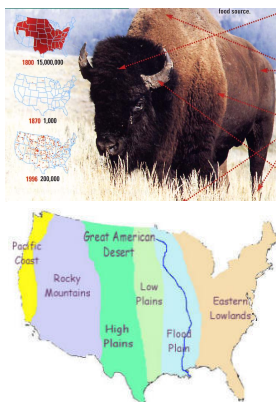 food source.
1800 15,000,000
1870 1,000
1996 200,000
Great American
Desert
Pacific
Coast
Rocky
Mountains
Low
Plains
Eastern
Lowlands
High
Plains
Flood
Plain